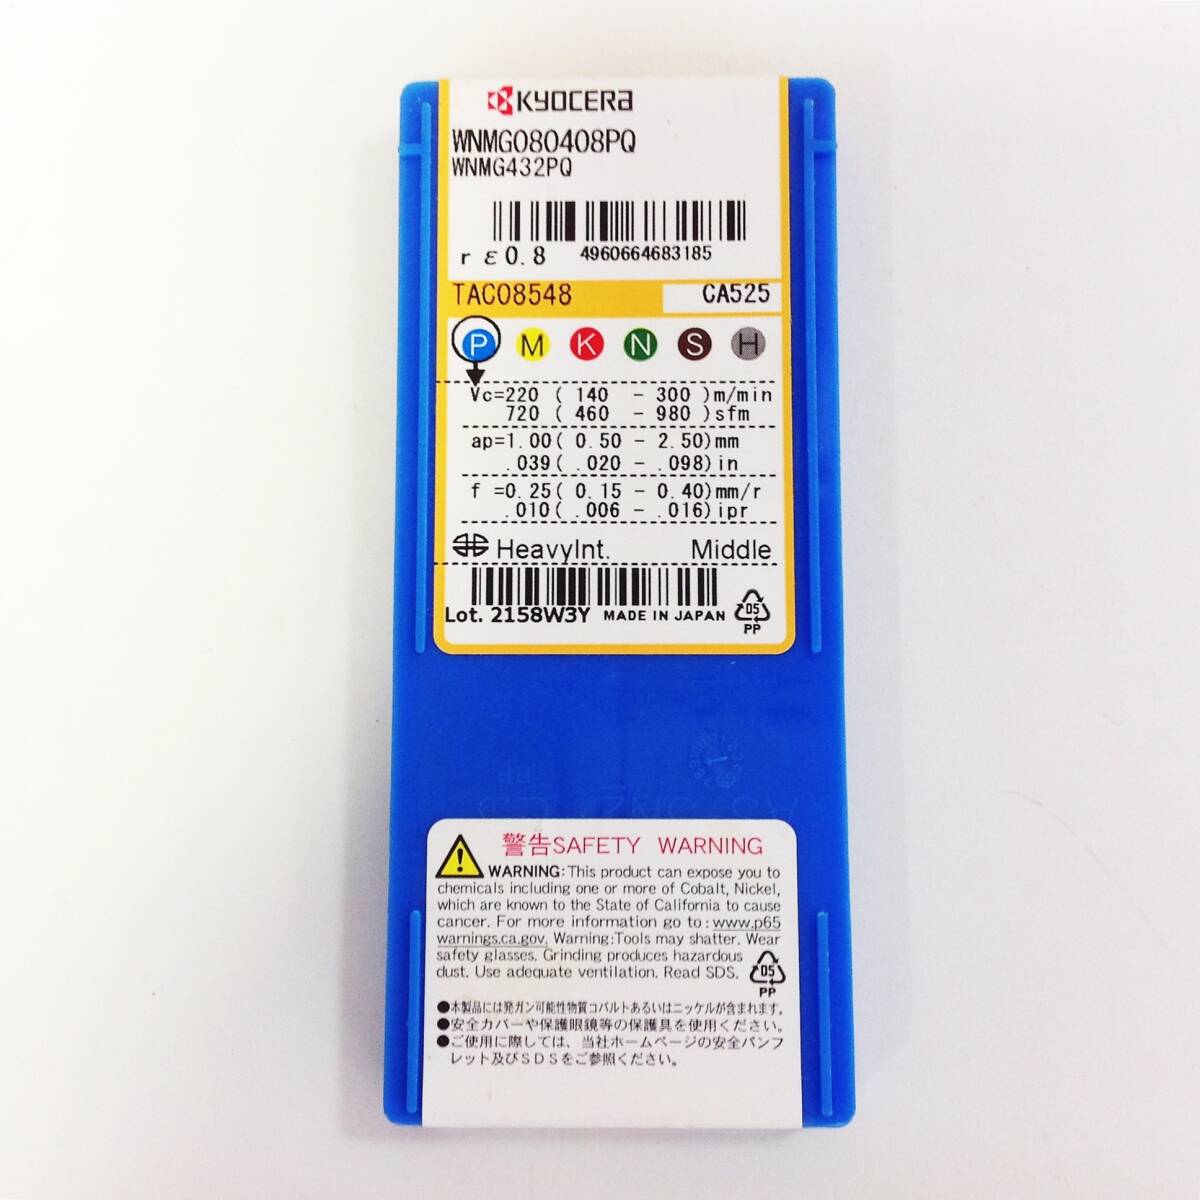 KYOCERA
WNMG080408PQ
WNMG432PQ
rε0.8 4960664683185
TAC08548 CA525
P M K N S H
Vc=220 ( 140 - 300 )m/min
720 ( 460 - 980 )sfm
ap=1.00( 0.50 - 2.50)mm
.039( .020 - .098)in
f =0.25( 0.15 - 0.40)mm/r
.010( .006 - .016)ipr
HeavyInt. Middle
Lot. 2158W3Y MADE IN JAPAN 05
PP
警告SAFETY WARNING
WARNING:This product can expose you to
chemicals including one or more of Cobalt, Nickel,
which are known to the State of California to cause
cancer. For more information go to : www.p65
warnings.ca.gov. Warning:Tools may shatter. Wear
safety glasses. Grinding produces hazardous
dust. Use adequate ventilation. Read SDS. 05
PP
●本製品には発ガン可能性物質コバルトあるいはニッケルが含まれます。
●安全カバーや保護眼鏡等の保護具を使用ください。
●ご使用に際しては、当社ホームページの安全パンフ
レット及びSDSをご参照ください。